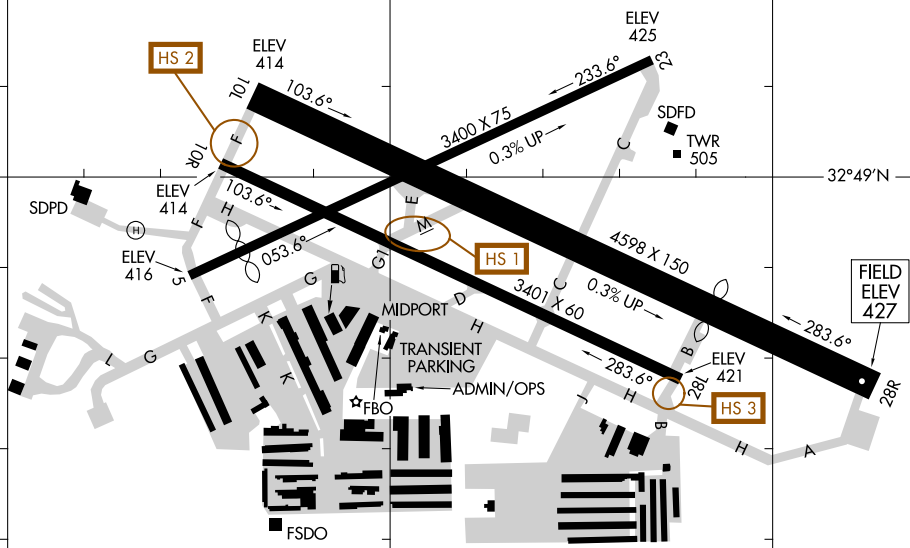 ELEV
425
23
HS 2
ELEV
414
10L
103.6°
233.6°
3400 X 75
0.3% UP
SDFD
TWR
505
C
F
10R
32°49'N
ELEV
414
103.6°
SDPD
H
E
M
F
H
ELEV
416
5
053.6°
HS 1
4598 X 150
G1
G
C
0.3% UP
3401 X 60
FIELD
ELEV
427
F
D
MIDPORT
K
H
283.6°
B
L
G
TRANSIENT
PARKING
ELEV
421
283.6°
K
ADMIN/OPS
28L
28R
FBO
J
H
HS 3
B
H
A
FSDO